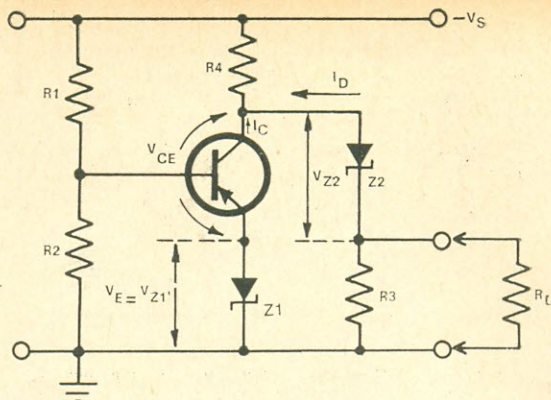 -VS
R4
ID
R1
IC
VCE
VZ2
Z2
R2
VE = VZ1'
Z1
R3
Rℓ